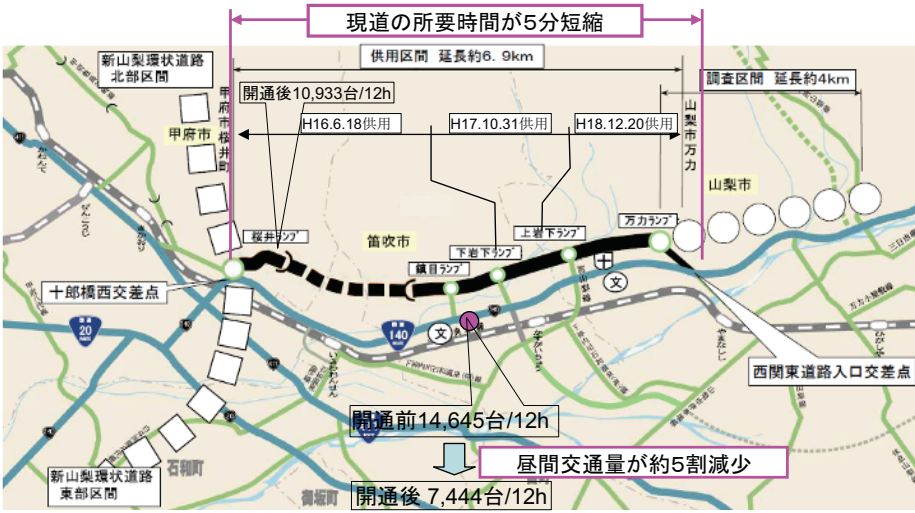 現道の所要時間が5分短縮
供用区間 延長約6.9km
新山梨環状道路
北部区間
調査区間 延長約4km
開通後10,933台/12h
甲府市桜井町
山梨市万力
H16.6.18供用
H17.10.31供用
H18.12.20供用
甲府市
山梨市
桜井ランプ
笛吹市
万力ランプ
上岩下ランプ
下岩下ランプ
鎮目ランプ
十郎橋西交差点
文
文
20
140
西関東道路入口交差点
開通前14,645台/12h
昼間交通量が約5割減少
開通後 7,444台/12h
新山梨環状道路
東部区間
石和町
御坂町